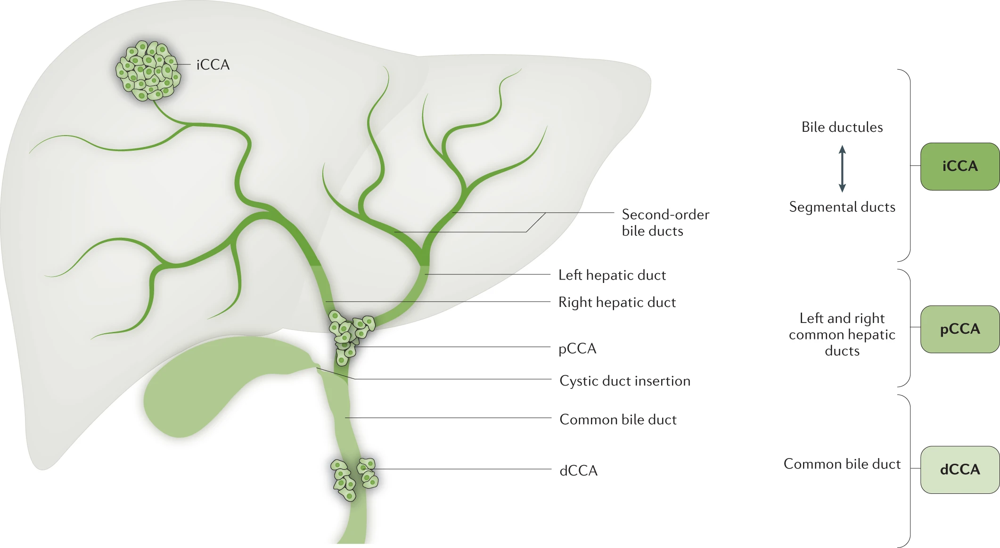 iCCA
Second-order
bile ducts
Left hepatic duct
Right hepatic duct
pCCA
Cystic duct insertion
Common bile duct
dCCA
Bile ductules
Segmental ducts
iCCA
Left and right
common hepatic
ducts
pCCA
Common bile duct
dCCA